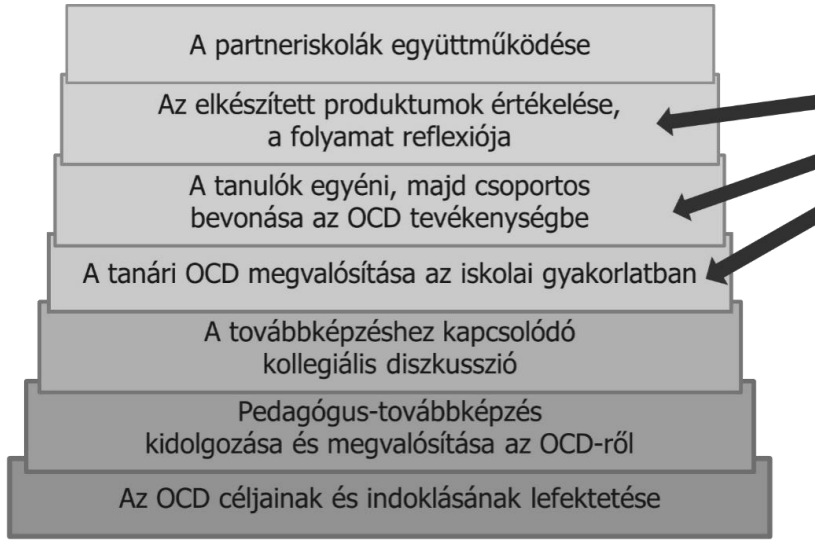 A partneriskolák együttműködése
Az elkészített produktumok értékelése,
a folyamat reflexiója
A tanulók egyéni, majd csoportos
bevonása az OCD tevékenységbe
A tanári OCD megvalósítása az iskolai gyakorlatban
A továbbképzéshez kapcsolódó
kollegiális diszkusszió
Pedagógus-továbbképzés
kidolgozása és megvalósítása az OCD-ről
Az OCD céljainak és indoklásának lefektetése